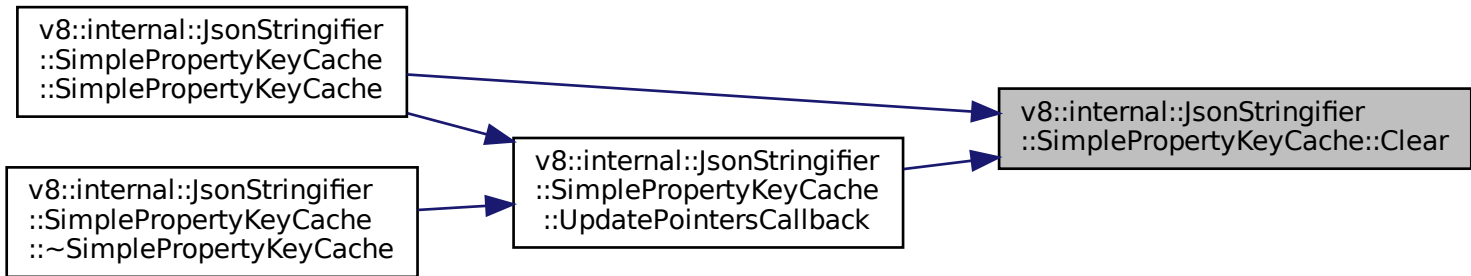 v8::internal::JsonStringifier
::SimplePropertyKeyCache
::SimplePropertyKeyCache
v8::internal::JsonStringifier
::SimplePropertyKeyCache
::~SimplePropertyKeyCache
v8::internal::JsonStringifier
::SimplePropertyKeyCache
::UpdatePointersCallback
v8::internal::JsonStringifier
::SimplePropertyKeyCache::Clear